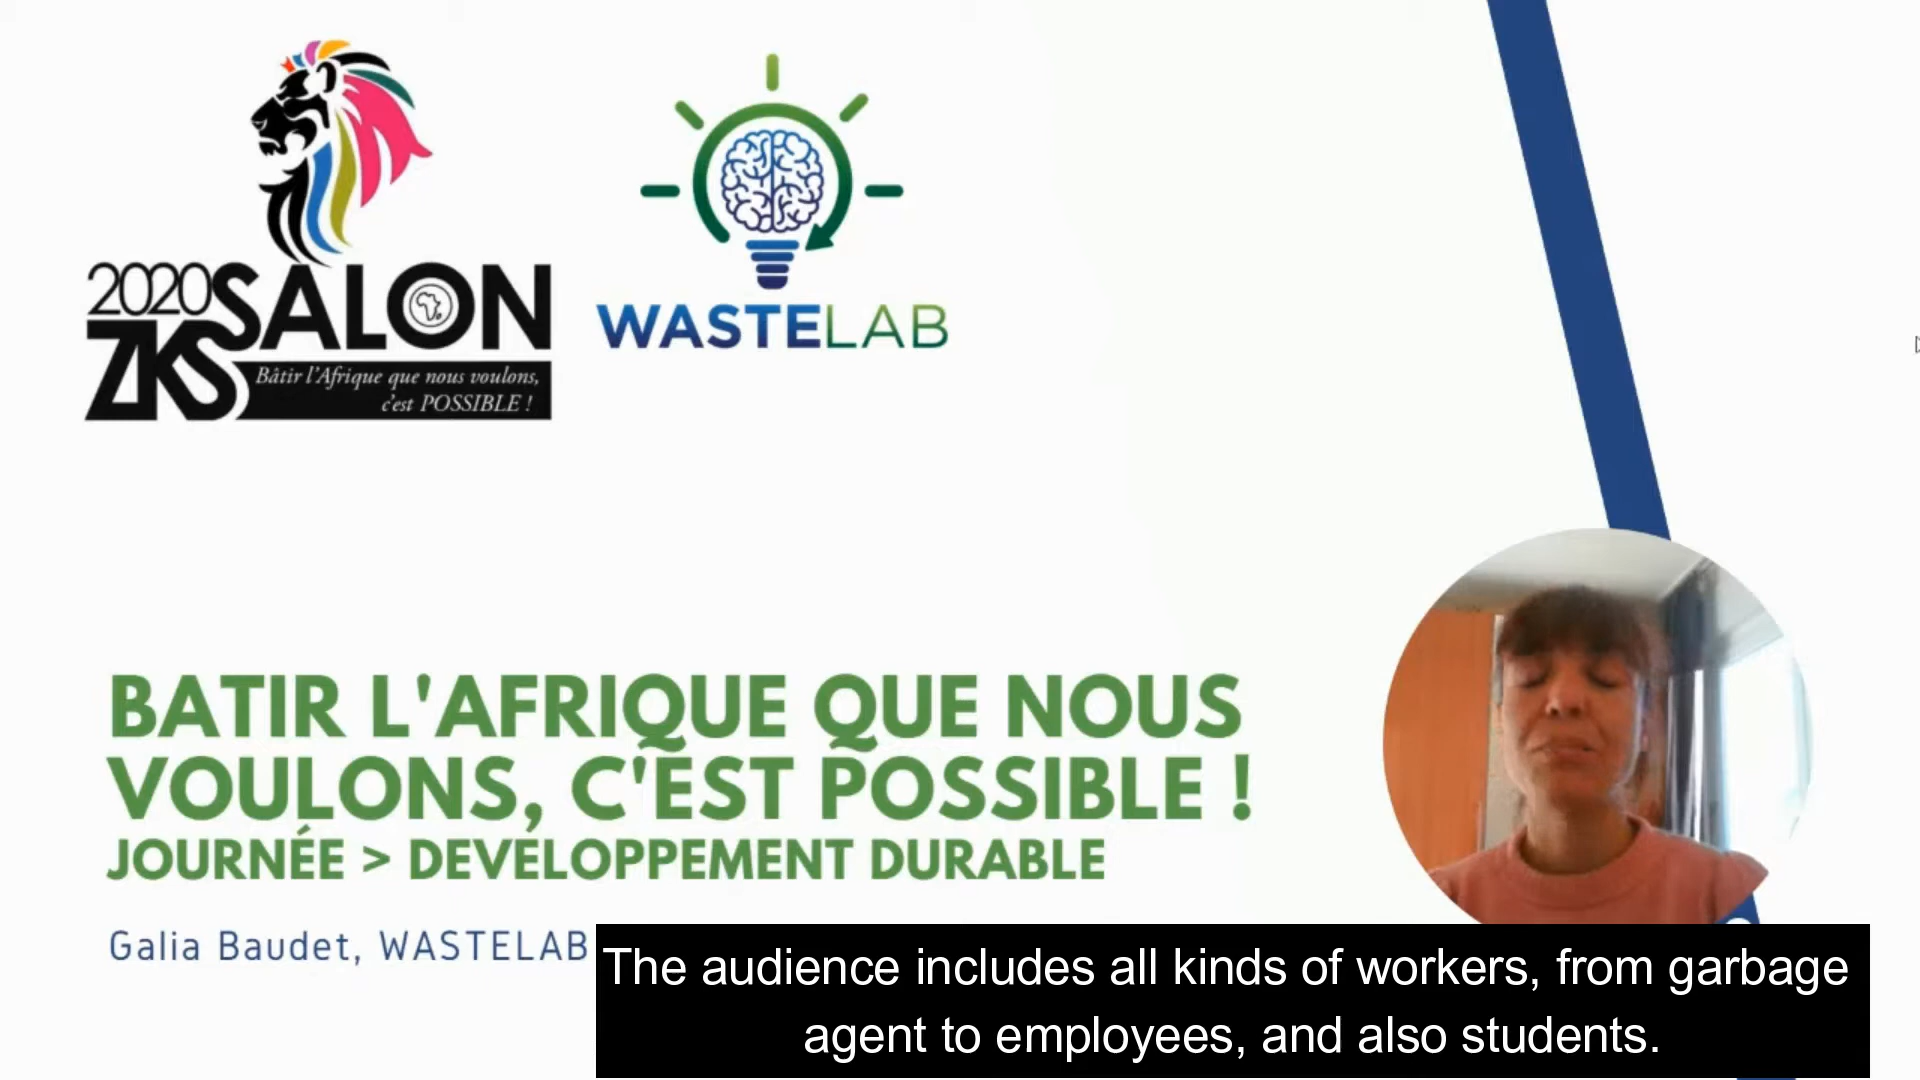 2020 SALON
ZKS
Bâtir l'Afrique que nous voulons,
c'est POSSIBLE !
WASTELAB
BATIR L'AFRIQUE QUE NOUS
VOULONS, C'EST POSSIBLE !
JOURNÉE > DEVELOPPEMENT DURABLE
Galia Baudet, WASTELAB
The audience includes all kinds of workers, from garbage
agent to employees, and also students.